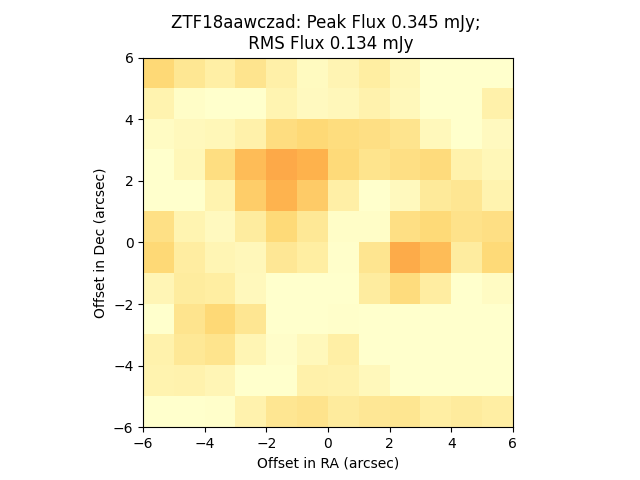 ZTF18aawczad: Peak Flux 0.345 mJy;
RMS Flux 0.134 mJy
6
4
2
0
−2
−4
−6
Offset in Dec (arcsec)
−6 −4 −2 0 2 4 6
Offset in RA (arcsec)